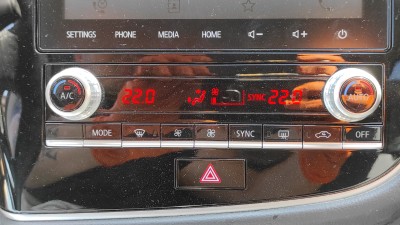 SETTINGS PHONE MEDIA HOME
A/C 22.0 SYNC 22.0
MODE SYNC OFF